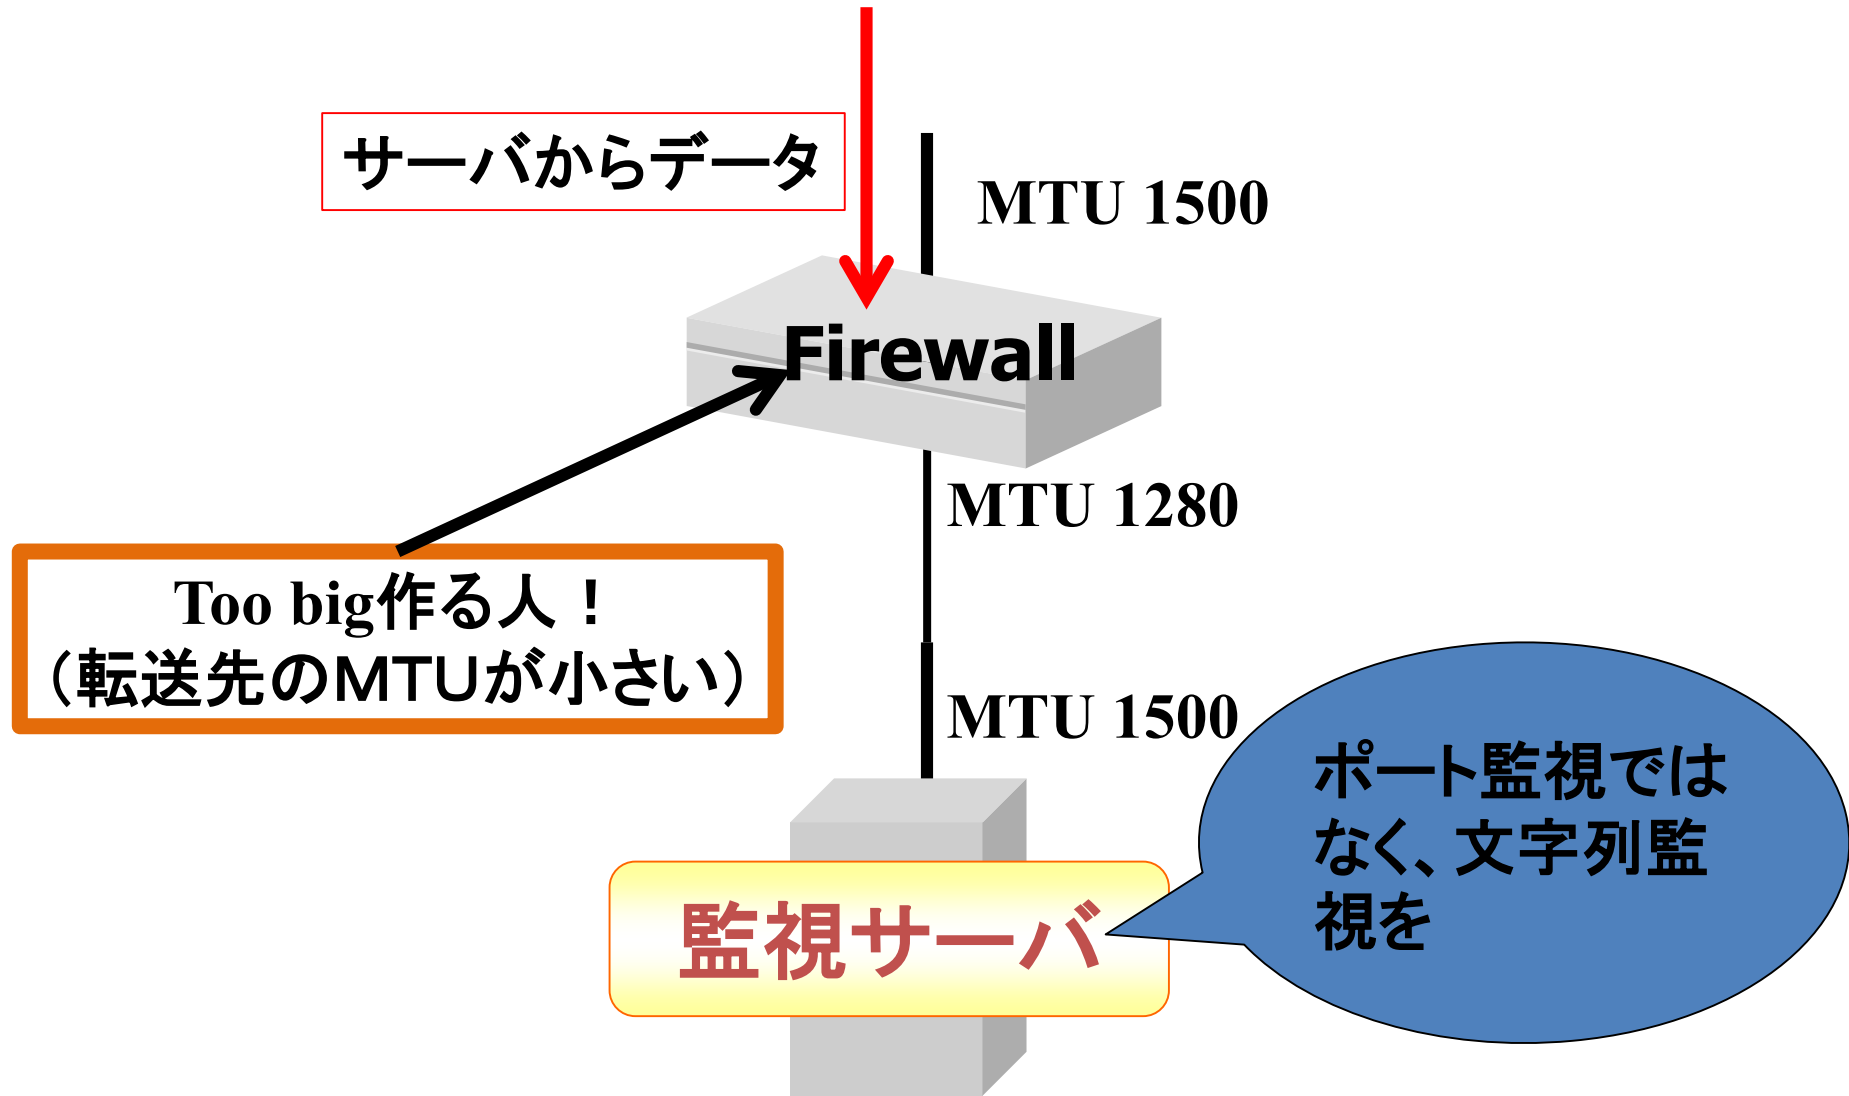 サーバからデータ
MTU 1500
Firewall
MTU 1280
Too big作る人！
（転送先のＭＴＵが小さい）
MTU 1500
ポート監視では
なく、文字列監
視を
監視サーバ